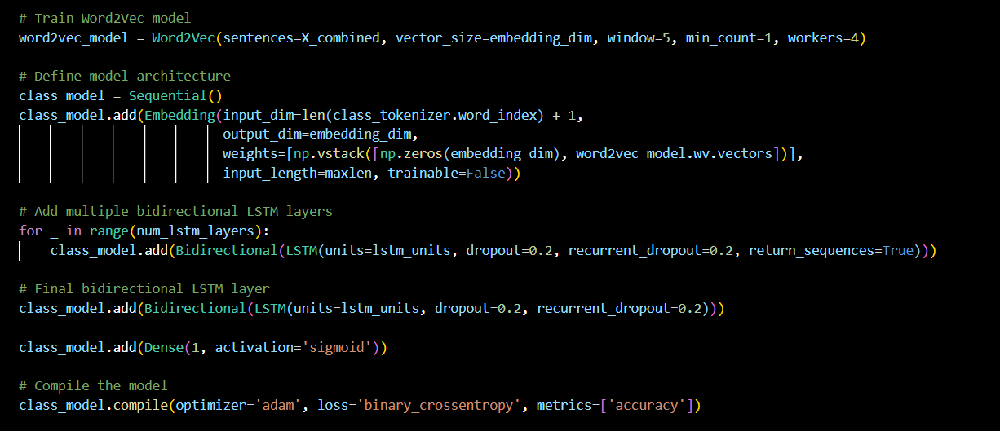 # Train Word2Vec model
word2vec_model = Word2Vec(sentences=X_combined, vector_size=embedding_dim, window=5, min_count=1, workers=4)

# Define model architecture
class_model = Sequential()
class_model.add(Embedding(input_dim=len(class_tokenizer.word_index) + 1,
                          output_dim=embedding_dim,
                          weights=[np.vstack([np.zeros(embedding_dim), word2vec_model.wv.vectors])],
                          input_length=maxlen, trainable=False))

# Add multiple bidirectional LSTM layers
for _ in range(num_lstm_layers):
    class_model.add(Bidirectional(LSTM(units=lstm_units, dropout=0.2, recurrent_dropout=0.2, return_sequences=True)))

# Final bidirectional LSTM layer
class_model.add(Bidirectional(LSTM(units=lstm_units, dropout=0.2, recurrent_dropout=0.2)))

class_model.add(Dense(1, activation='sigmoid'))

# Compile the model
class_model.compile(optimizer='adam', loss='binary_crossentropy', metrics=['accuracy'])